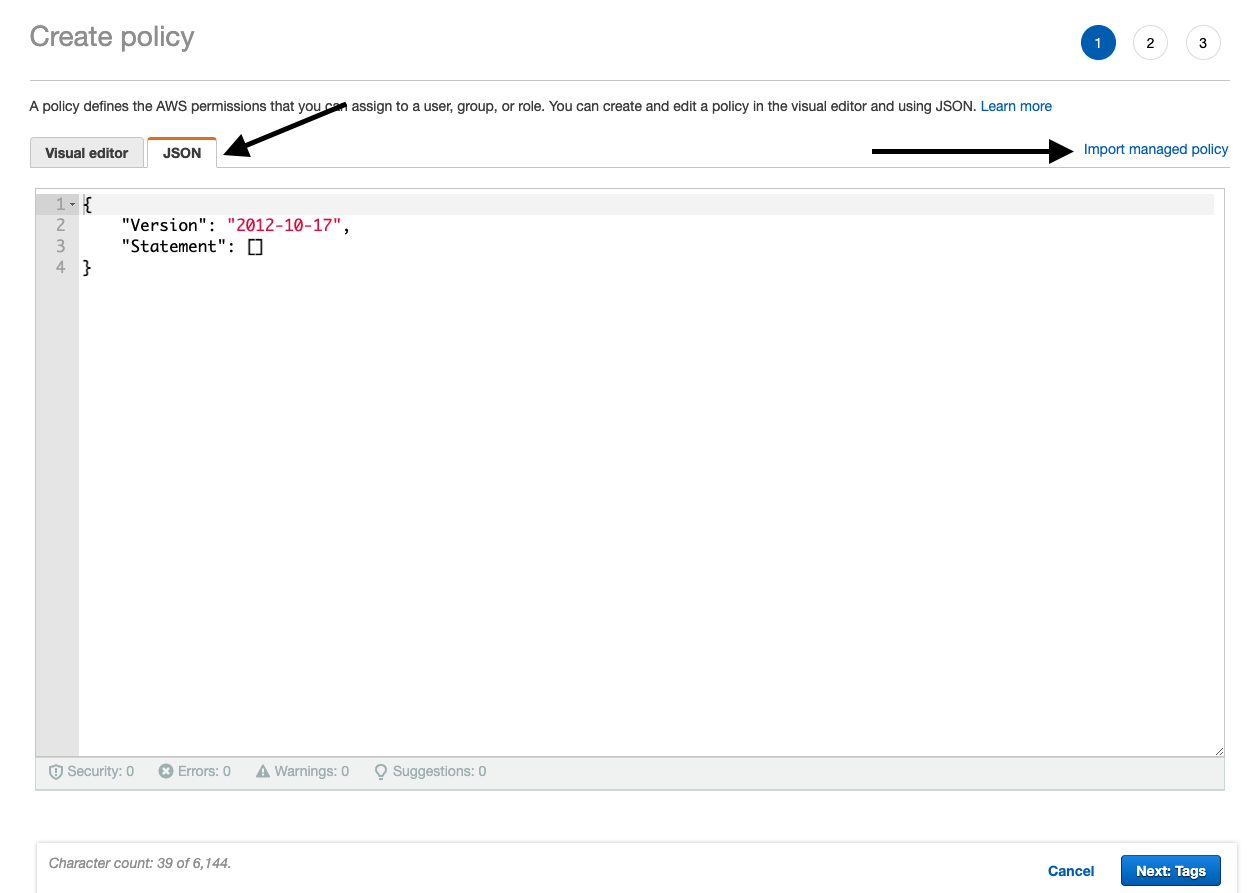 Create policy
1 2 3
A policy defines the AWS permissions that you can assign to a user, group, or role. You can create and edit a policy in the visual editor and using JSON. Learn more
Visual editor JSON Import managed policy
1 {
2 "Version": "2012-10-17",
3 "Statement": []
4 }
Security: 0 Errors: 0 Warnings: 0 Suggestions: 0
Character count: 39 of 6,144.
Cancel Next: Tags